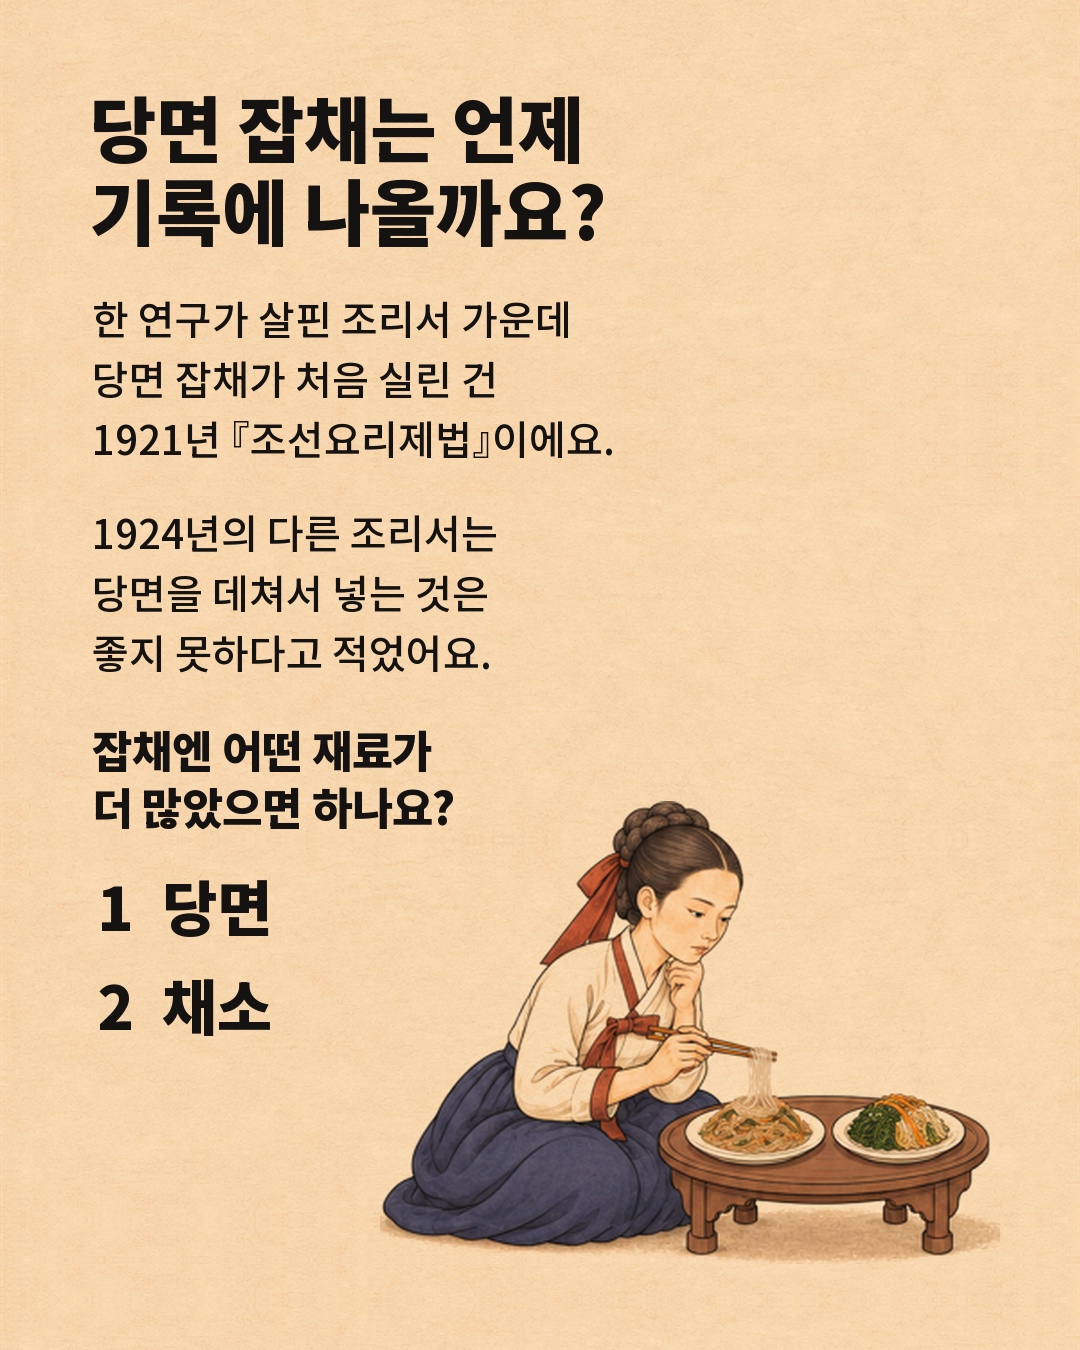 당면 잡채는 언제
기록에 나올까요?
한 연구가 살핀 조리서 가운데
당면 잡채가 처음 실린 건
1921년 『조선요리제법』이에요.
1924년의 다른 조리서는
당면을 데쳐서 넣는 것은
좋지 못하다고 적었어요.
잡채엔 어떤 재료가
더 많았으면 하나요?
1 당면
2 채소